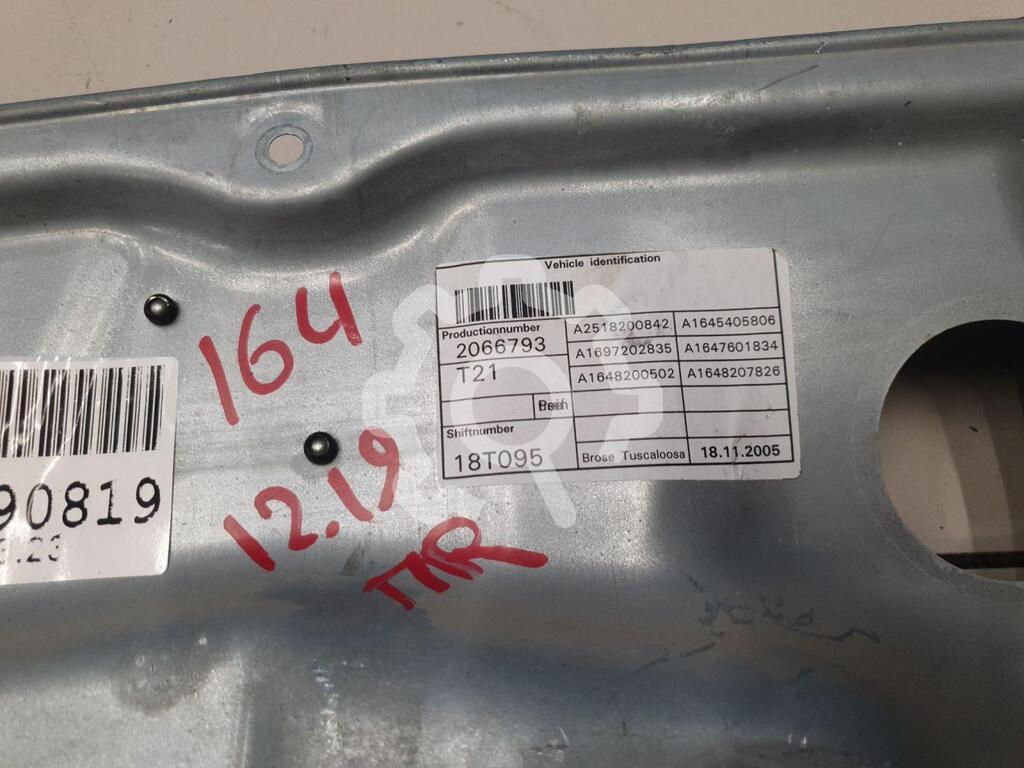 Vehicle identification
Productionnumber
2066793
T21
Shiftnumber
18T095
A2518200842 A1645405806
A1697202835 A1647601834
A1648200502 A1648207826
Brose Tuscaloosa 18.11.2005
164
12.19
ПКR
90819